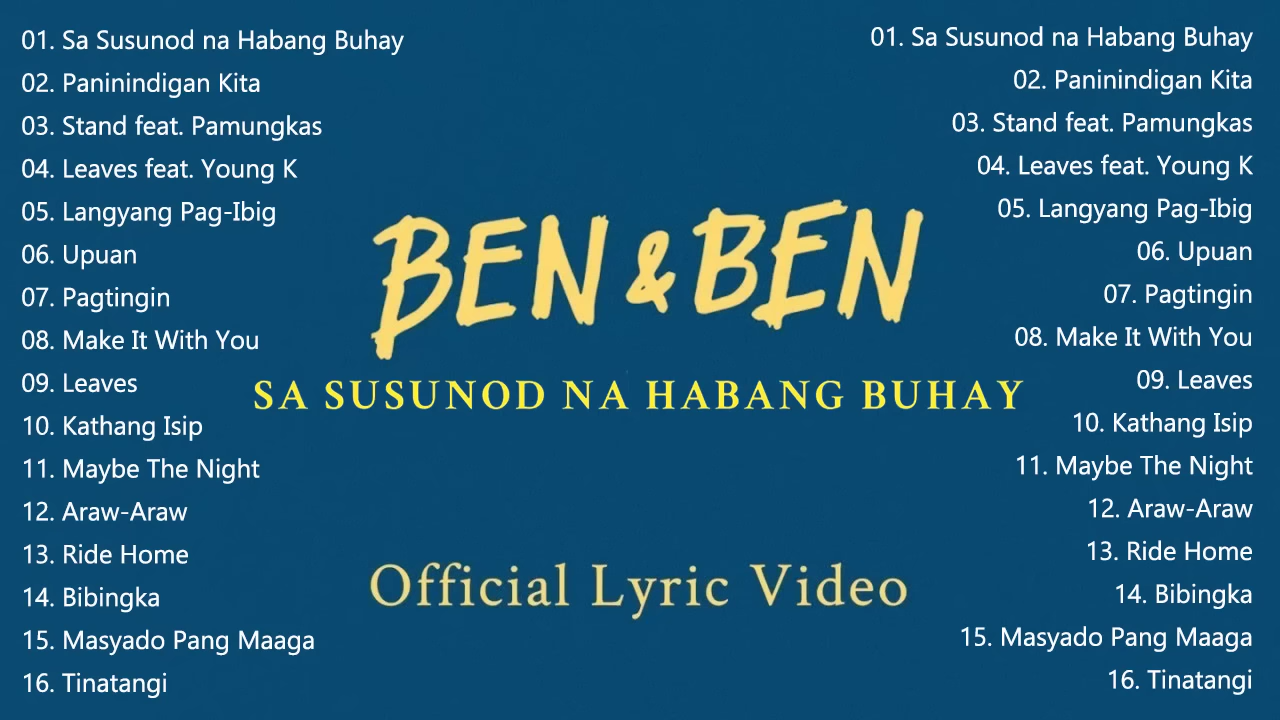 01. Sa Susunod na Habang Buhay
02. Paninindigan Kita
03. Stand feat. Pamungkas
04. Leaves feat. Young K
05. Langyang Pag-Ibig
06. Upuan
07. Pagtingin
08. Make It With You
09. Leaves
10. Kathang Isip
11. Maybe The Night
12. Araw-Araw
13. Ride Home
14. Bibingka
15. Masyado Pang Maaga
16. Tinatangi
BEN & BEN
SA SUSUNOD NA HABANG BUHAY
Official Lyric Video
01. Sa Susunod na Habang Buhay
02. Paninindigan Kita
03. Stand feat. Pamungkas
04. Leaves feat. Young K
05. Langyang Pag-Ibig
06. Upuan
07. Pagtingin
08. Make It With You
09. Leaves
10. Kathang Isip
11. Maybe The Night
12. Araw-Araw
13. Ride Home
14. Bibingka
15. Masyado Pang Maaga
16. Tinatangi